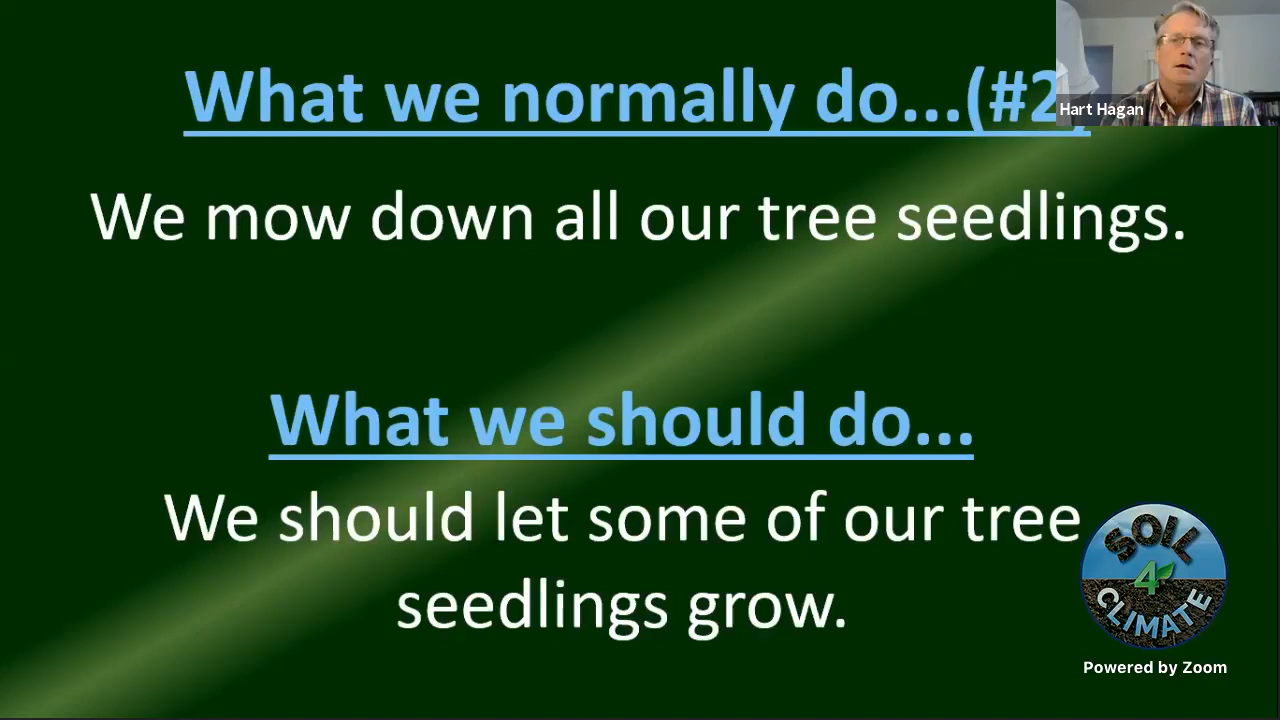 What we normally do...(#2)
Hart Hagan
We mow down all our tree seedlings.
What we should do...
We should let some of our tree
seedlings grow.
SOIL
4
CLIMATE
Powered by Zoom